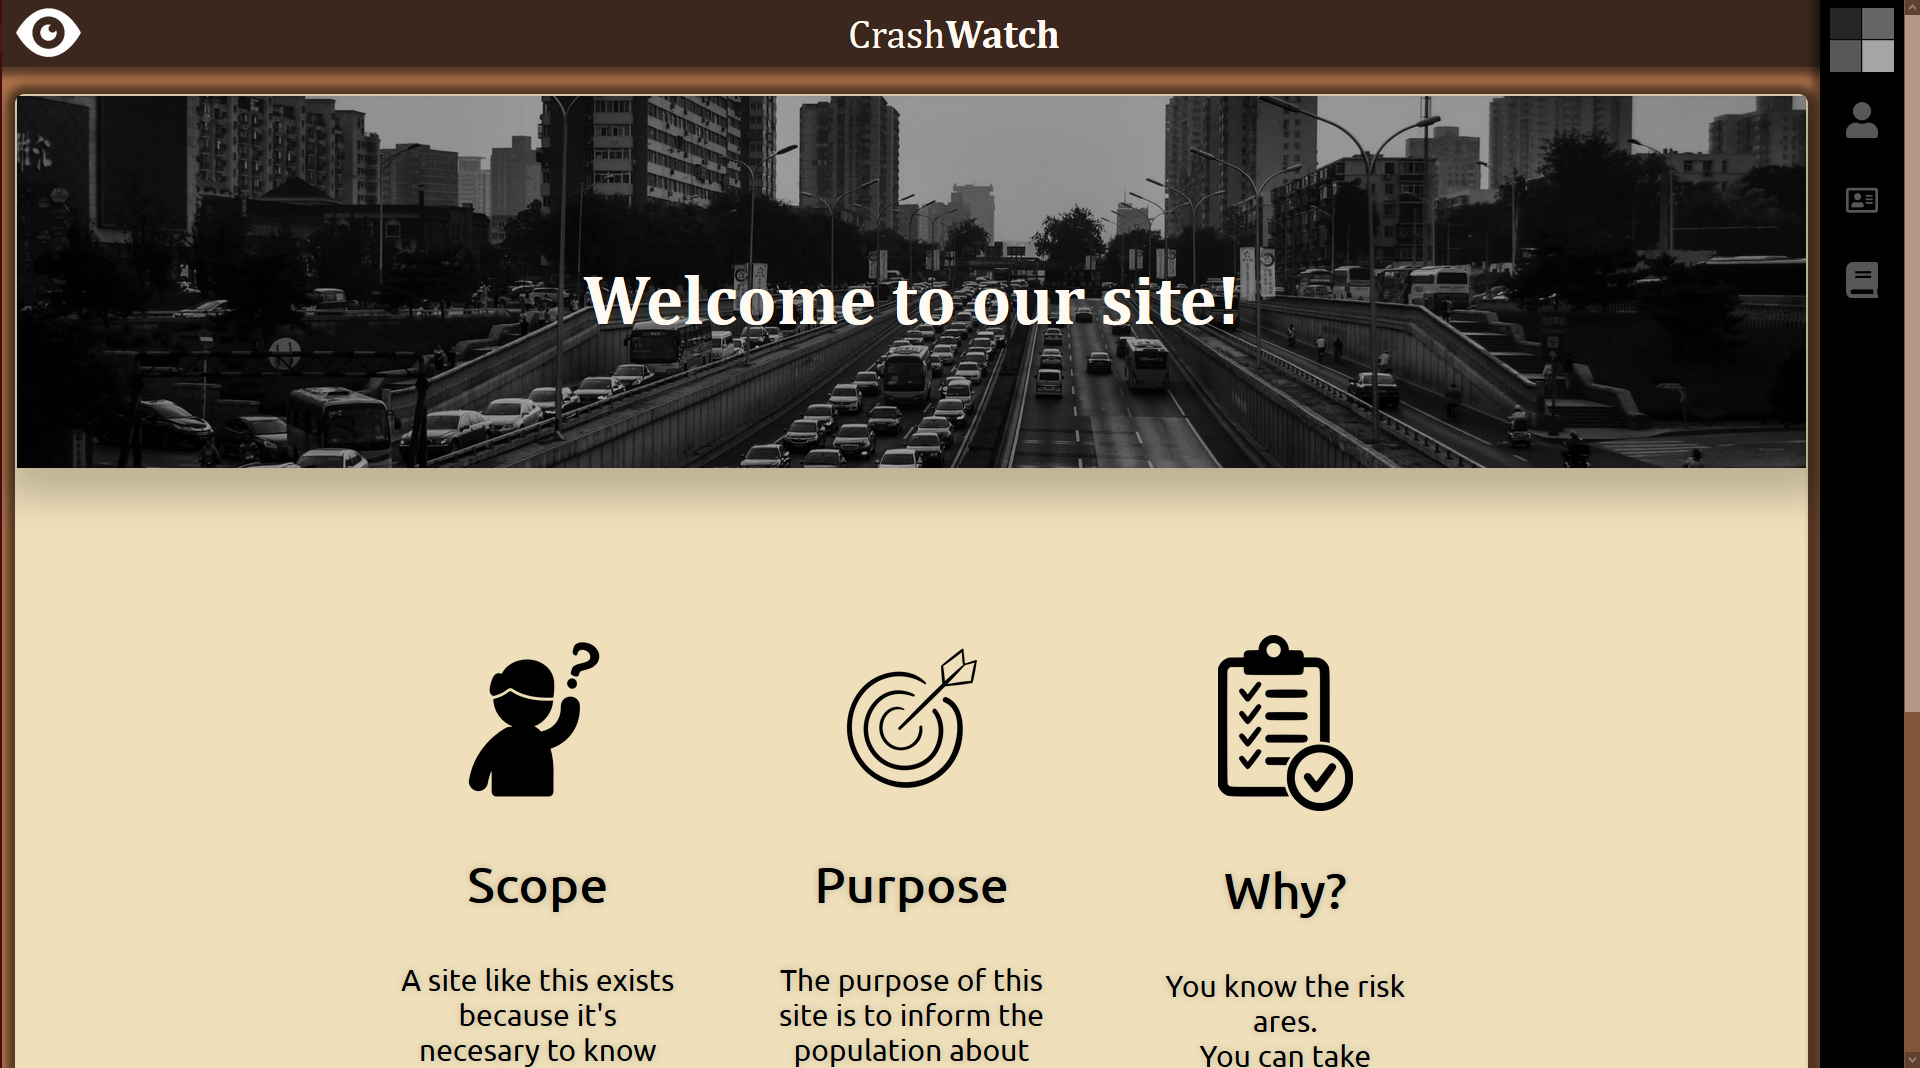 CrashWatch
Welcome to our site!
Scope
A site like this exists
because it's
necesary to know
Purpose
The purpose of this
site is to inform the
population about
Why?
You know the risk
ares.
You can take